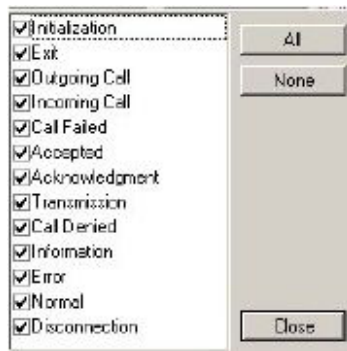 Initialization
Exit
Outgoing Call
Incoming Call
Call Failed
Accepted
Acknowledgment
Transmission
Call Denied
Information
Error
Normal
Disconnection
All
None
Close